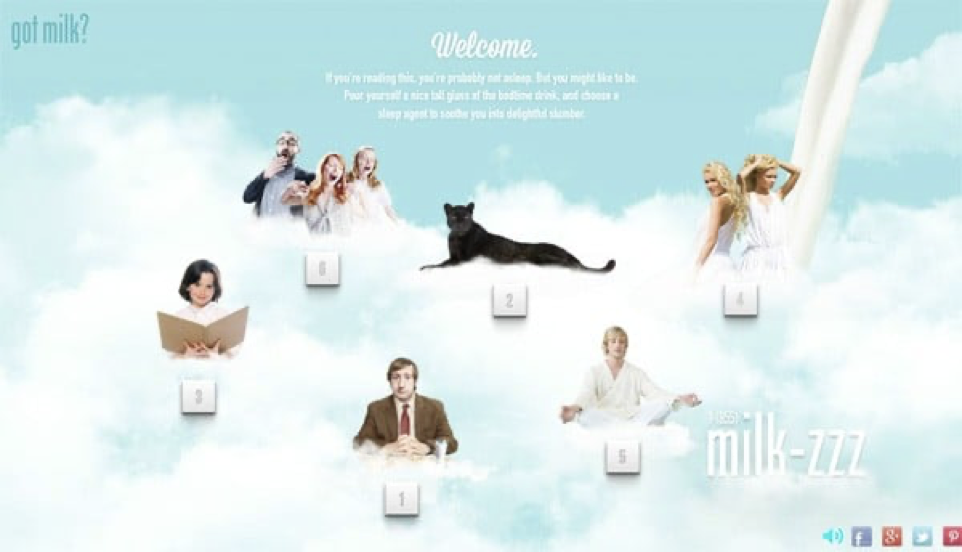 got milk?
Welcome.
If you're reading this, you're probably not asleep. But you might like to be.
Pour yourself a nice tall glass of the bedtime drink, and choose a
sleep agent to soothe you into delightful slumber.
6
2
4
3
1
5
1-(855)
milk-zzz